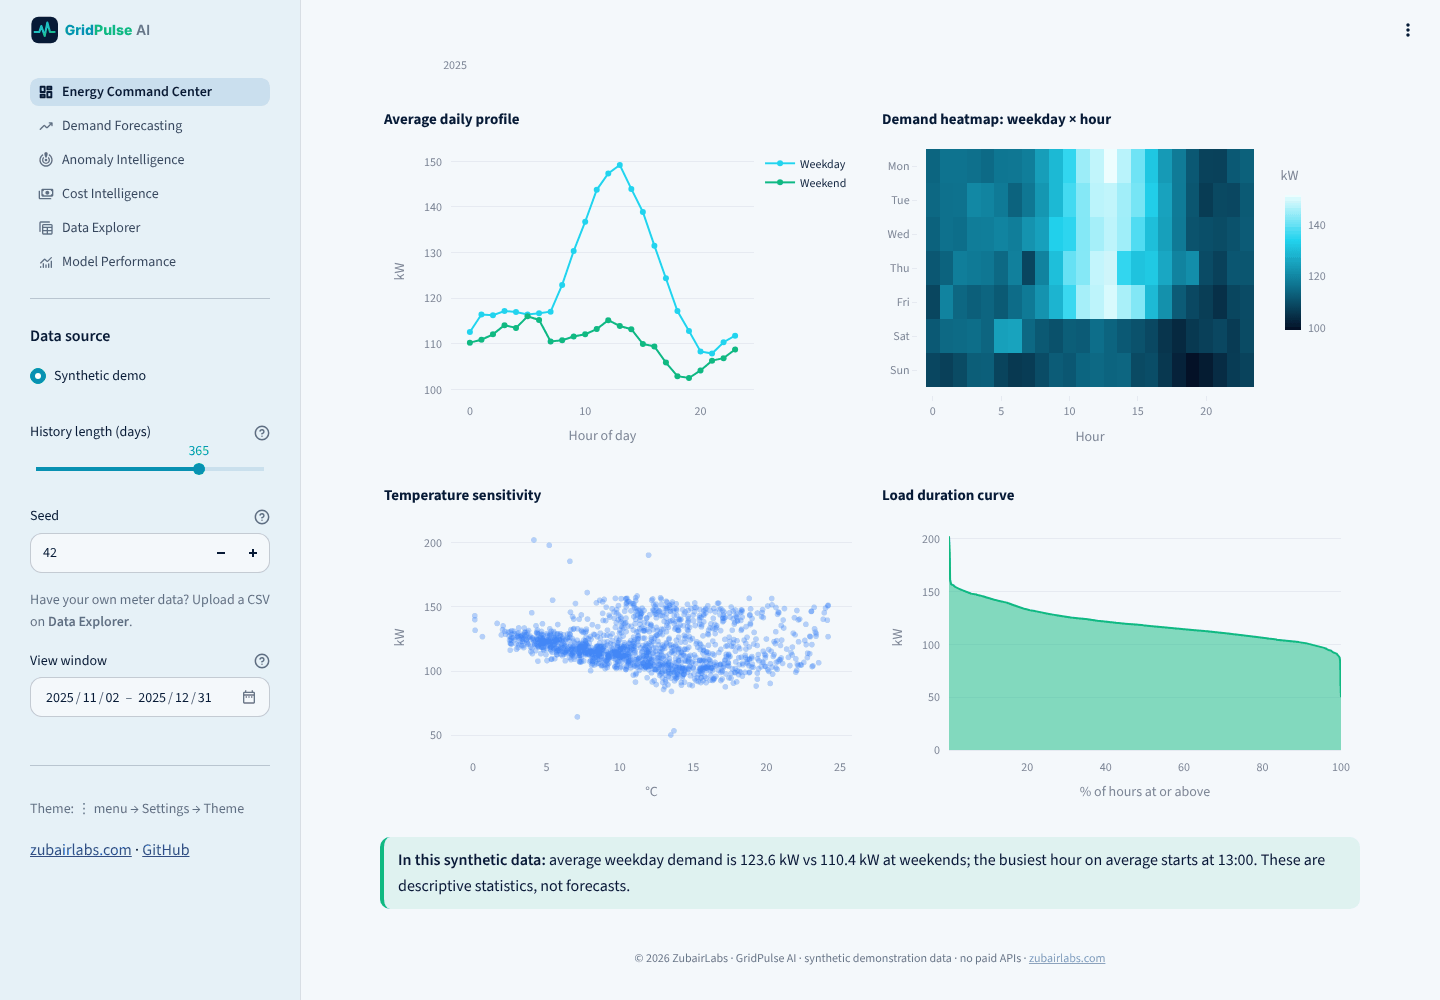 GridPulse AI
Energy Command Center
Demand Forecasting
Anomaly Intelligence
Cost Intelligence
Data Explorer
Model Performance
Data source
Synthetic demo
History length (days)
365
Seed
42
Have your own meter data? Upload a CSV
on Data Explorer.
View window
2025/11/02 – 2025/12/31
Theme: ⋮ menu → Settings → Theme
zubairlabs.com · GitHub
2025
Average daily profile
150
140
130
120
110
100
kW
0 10 20
Hour of day
Weekday
Weekend
Demand heatmap: weekday × hour
Mon
Tue
Wed
Thu
Fri
Sat
Sun
0 5 10 15 20
Hour
kW
140
120
100
Temperature sensitivity
200
150
100
50
kW
0 5 10 15 20 25
°C
Load duration curve
200
150
100
50
0
kW
20 40 60 80 100
% of hours at or above
In this synthetic data: average weekday demand is 123.6 kW vs 110.4 kW at weekends; the busiest hour on average starts at 13:00. These are
descriptive statistics, not forecasts.
© 2026 ZubairLabs · GridPulse AI · synthetic demonstration data · no paid APIs · zubairlabs.com